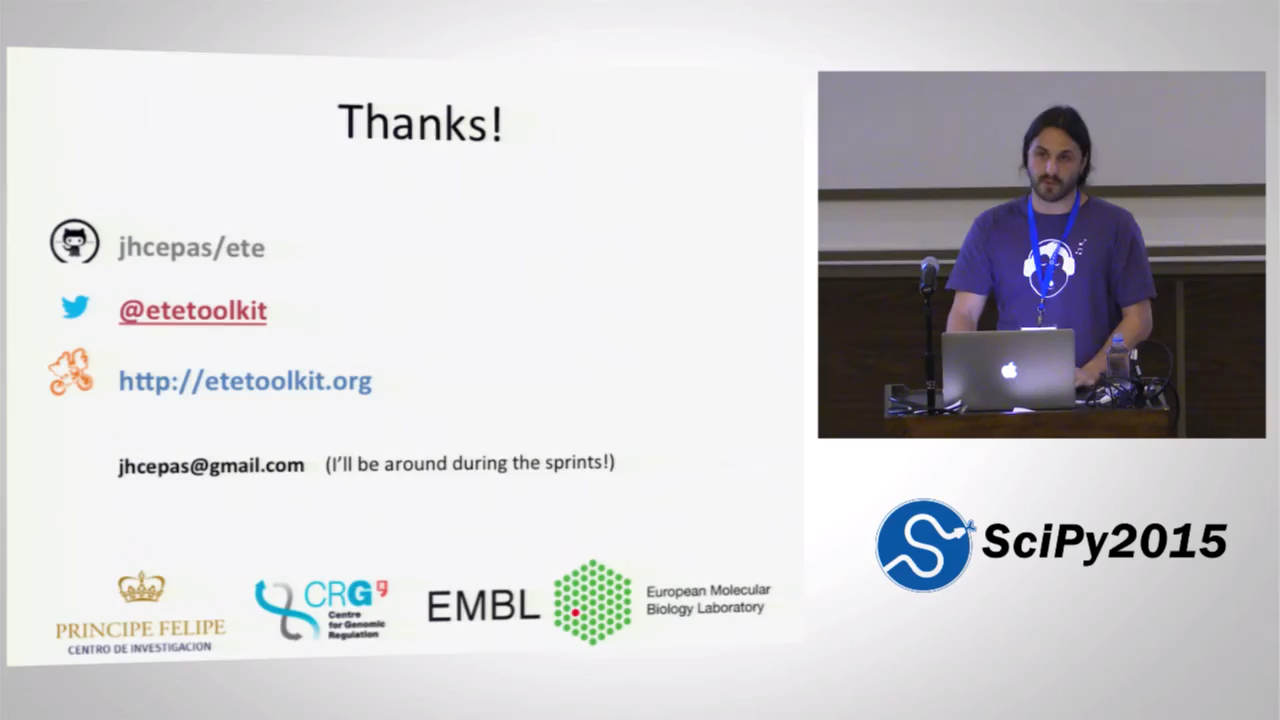 Thanks!
jhcepas/ete
@etetoolkit
http://etetoolkit.org
jhcepas@gmail.com (I'll be around during the sprints!)
PRINCIPE FELIPE
CENTRO DE INVESTIGACION
CRG
Centre
for Genomic
Regulation
EMBL
European Molecular
Biology Laboratory
SciPy2015